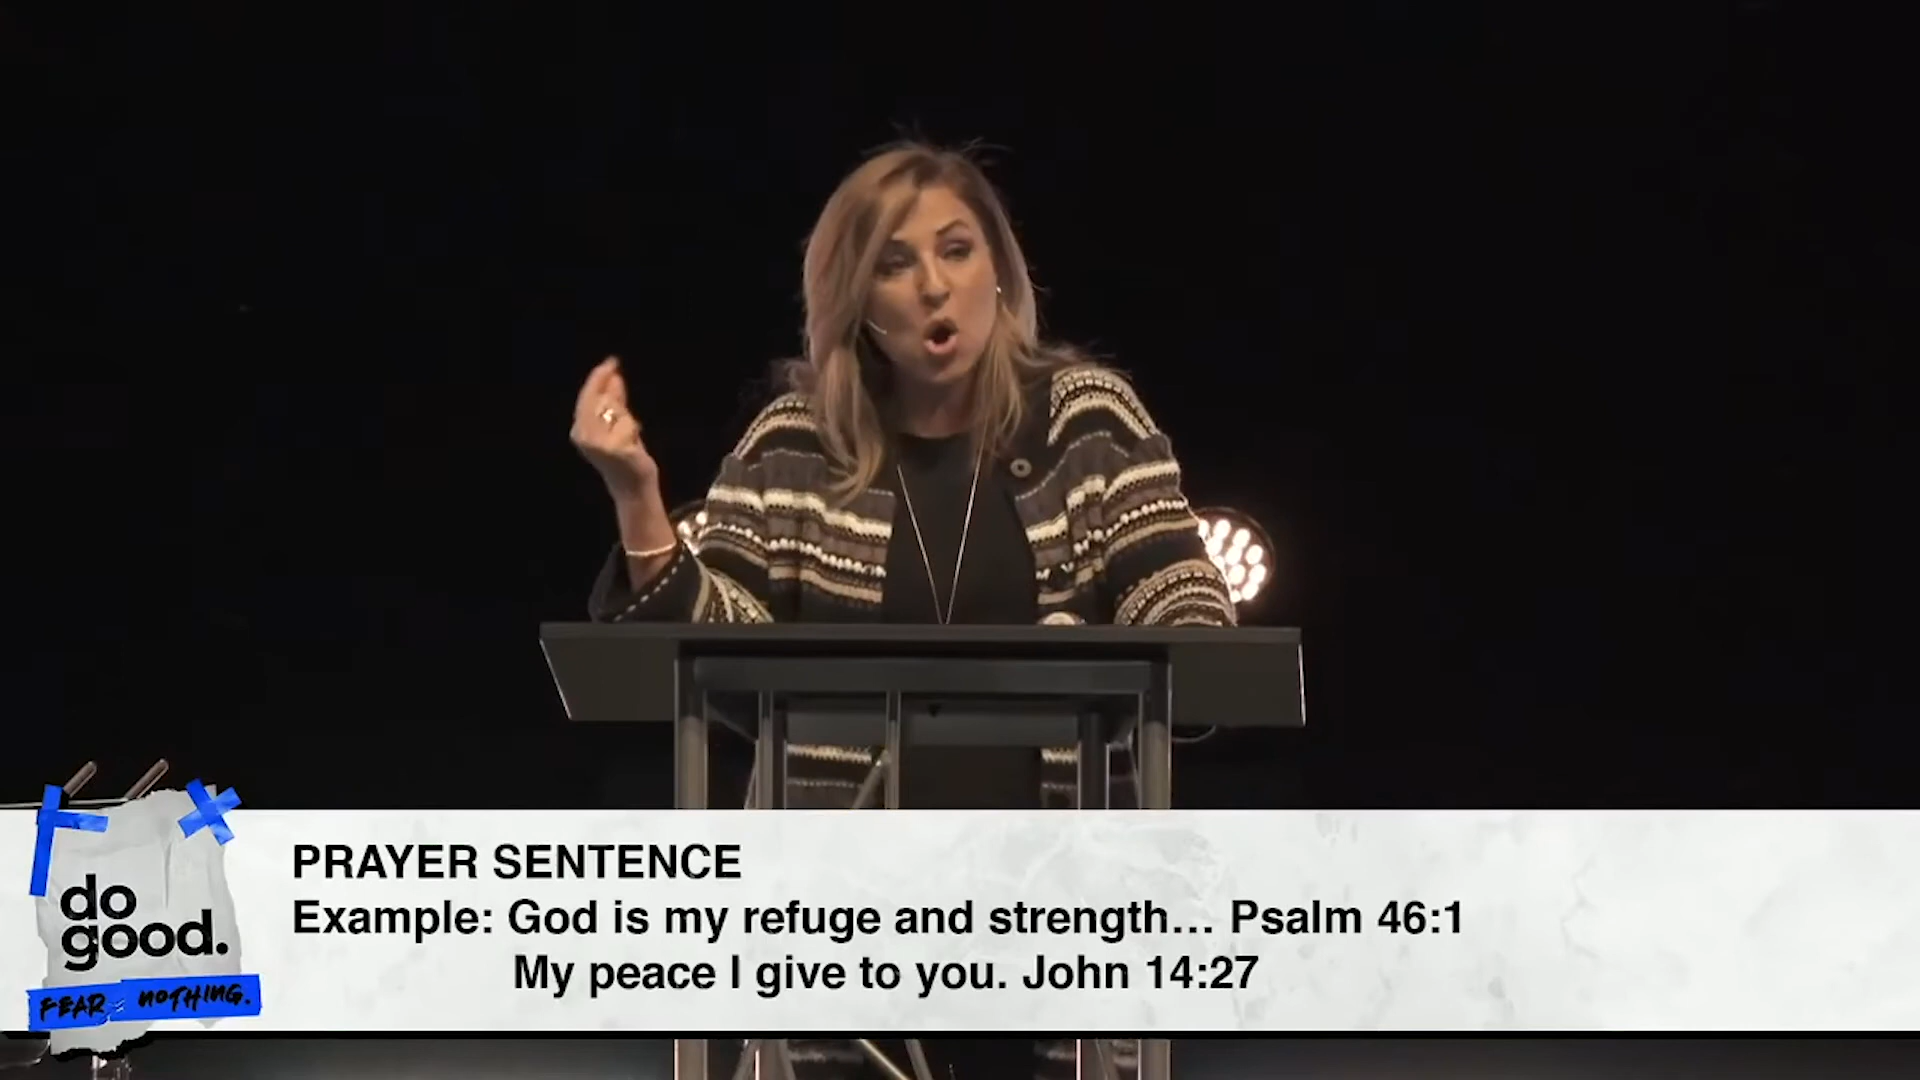 PRAYER SENTENCE
Example: God is my refuge and strength... Psalm 46:1
My peace I give to you. John 14:27
do
good.
FEAR NOTHING.